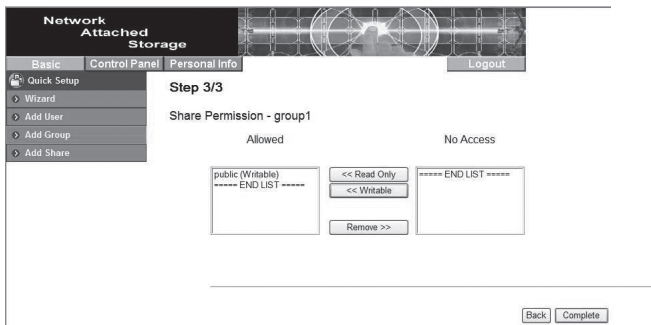 Network
Attached
Storage
Basic Control Panel Personal Info Logout
Quick Setup
Wizard
Add User
Add Group
Add Share
Step 3/3
Share Permission - group1
Allowed No Access
public (Writable)
===== END LIST =====
<< Read Only
<< Writable
Remove >>
===== END LIST =====
Back Complete